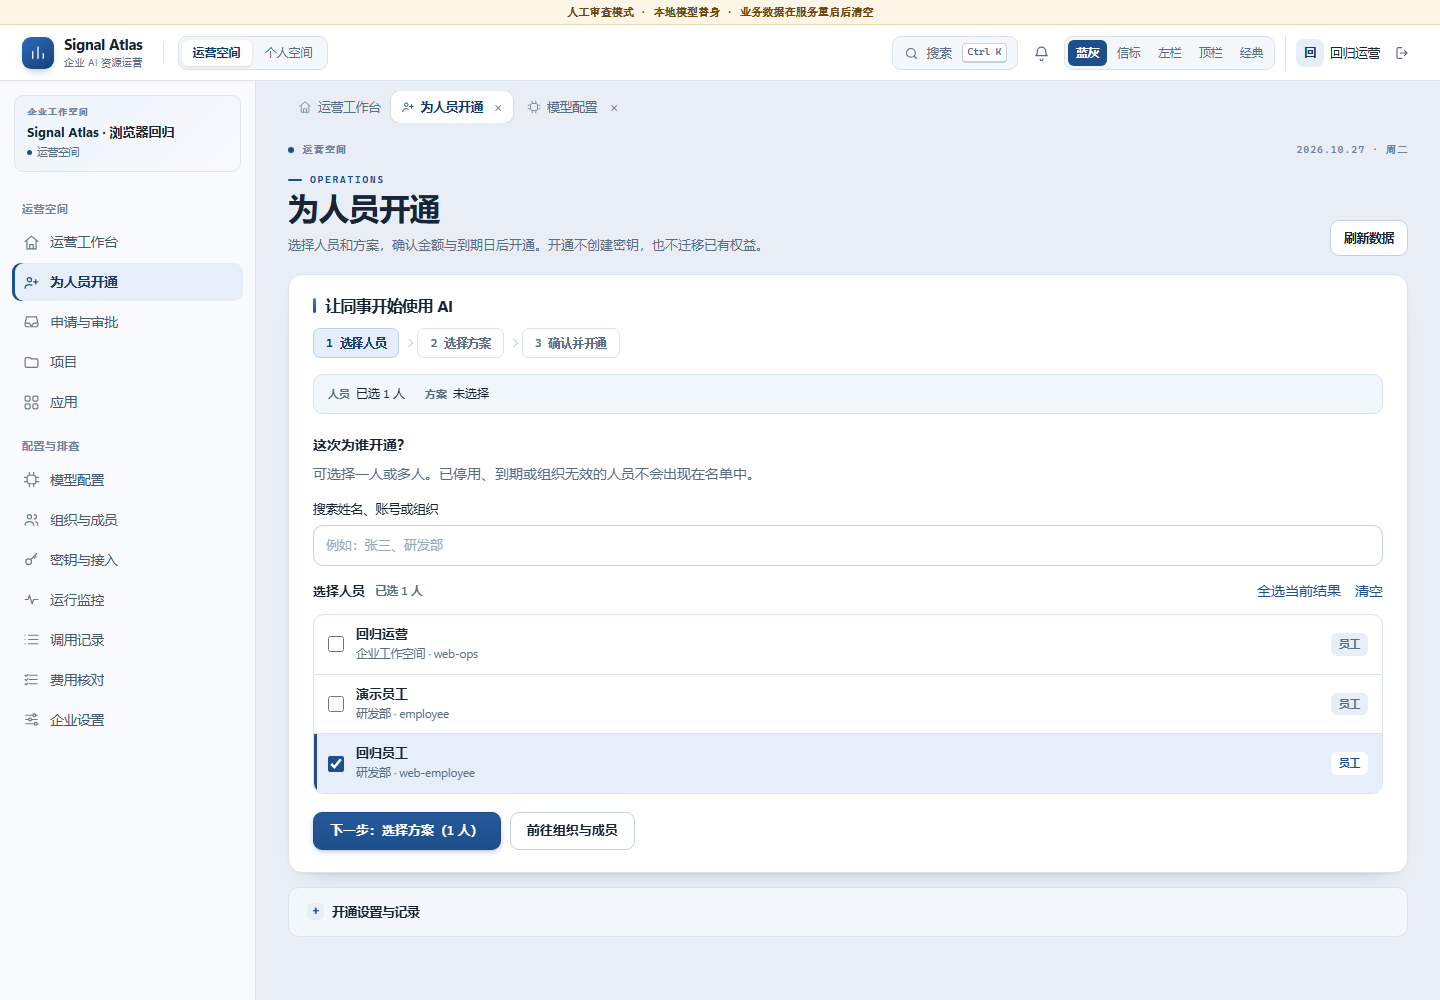 人工审查模式 · 本地模型替身 · 业务数据在服务重启后清空
Signal Atlas
企业 AI 资源运营
运营空间
个人空间
搜索 Ctrl K
蓝灰
信标
左栏
顶栏
经典
回
回归运营
企业工作空间
Signal Atlas · 浏览器回归
运营空间
运营空间
运营工作台
为人员开通
申请与审批
项目
应用
配置与排查
模型配置
组织与成员
密钥与接入
运行监控
调用记录
费用核对
企业设置
运营工作台
为人员开通 ×
模型配置 ×
运营空间
2026.10.27 · 周二
OPERATIONS
为人员开通
选择人员和方案，确认金额与到期日后开通。开通不创建密钥，也不迁移已有权益。
刷新数据
让同事开始使用 AI
1 选择人员
2 选择方案
3 确认并开通
人员 已选 1 人 方案 未选择
这次为谁开通？
可选择一人或多人。已停用、到期或组织无效的人员不会出现在名单中。
搜索姓名、账号或组织
例如：张三、研发部
选择人员 已选 1 人
全选当前结果 清空
回归运营
企业工作空间 · web-ops
员工
演示员工
研发部 · employee
员工
回归员工
研发部 · web-employee
员工
下一步：选择方案（1 人）
前往组织与成员
+ 开通设置与记录